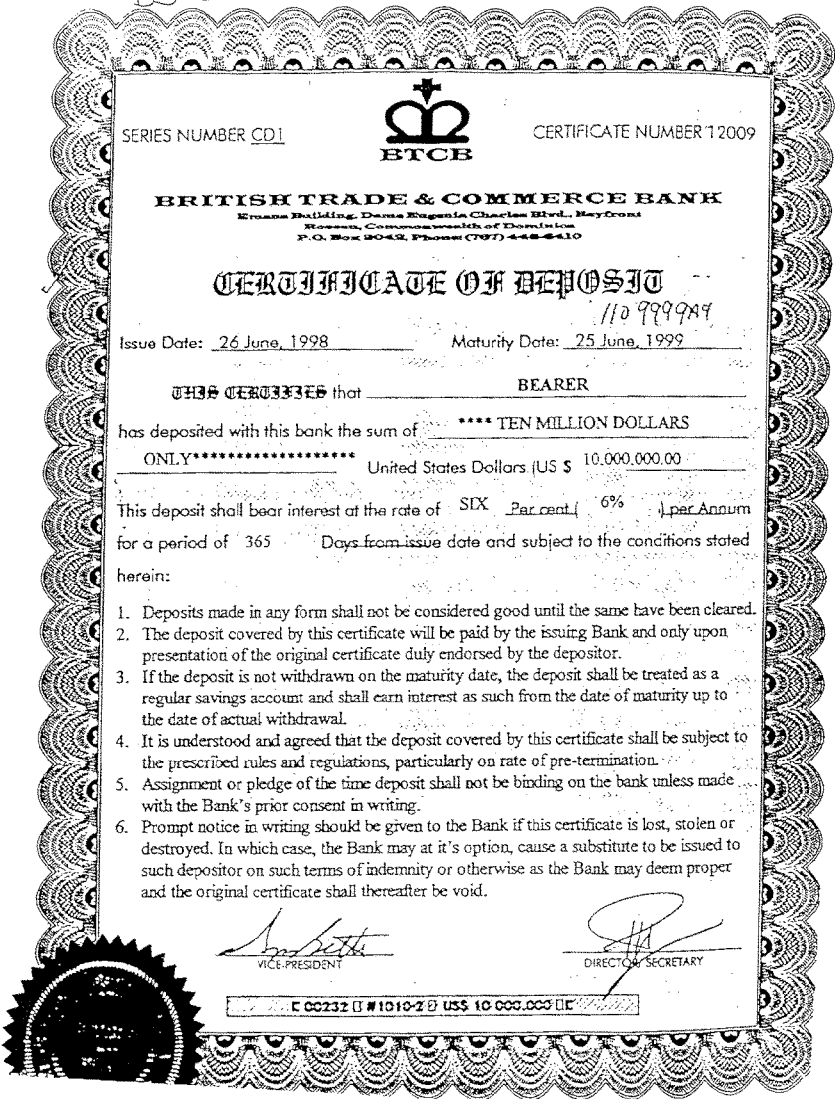 SERIES NUMBER CD1
CERTIFICATE NUMBER 12009
BTCB
BRITISH TRADE & COMMERCE BANK
Emana Building, Dame Eugenia Charles Blvd., Bayfront
Roseau, Commonwealth of Dominica
P.O. Box 2042, Phone: (767) 448-6410
CERTIFICATE OF DEPOSIT
Issue Date: 26 June, 1998 Maturity Date: 25 June, 1999
THIS CERTIFIES that BEARER
has deposited with this bank the sum of **** TEN MILLION DOLLARS
ONLY******************* United States Dollars (US $ 10,000,000.00
This deposit shall bear interest at the rate of SIX Per cent ( 6% ) per Annum
for a period of 365 Days from issue date and subject to the conditions stated
herein:
1. Deposits made in any form shall not be considered good until the same have been cleared.
2. The deposit covered by this certificate will be paid by the issuing Bank and only upon
presentation of the original certificate duly endorsed by the depositor.
3. If the deposit is not withdrawn on the maturity date, the deposit shall be treated as a
regular savings account and shall earn interest as such from the date of maturity up to
the date of actual withdrawal.
4. It is understood and agreed that the deposit covered by this certificate shall be subject to
the prescribed rules and regulations, particularly on rate of pre-termination.
5. Assignment or pledge of the time deposit shall not be binding on the bank unless made
with the Bank's prior consent in writing.
6. Prompt notice in writing should be given to the Bank if this certificate is lost, stolen or
destroyed. In which case, the Bank may at it's option, cause a substitute to be issued to
such depositor on such terms of indemnity or otherwise as the Bank may deem proper
and the original certificate shall thereafter be void.
VICE-PRESIDENT
DIRECTOR/SECRETARY
00232 #1010-2 US$ 10 000.000